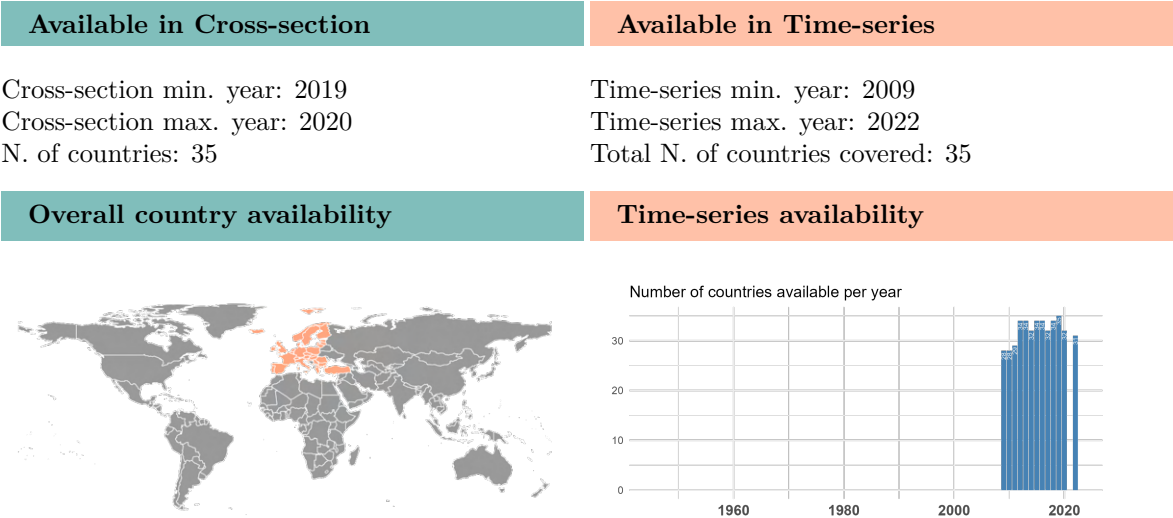 Available in Cross-section
Cross-section min. year: 2019
Cross-section max. year: 2020
N. of countries: 35
Available in Time-series
Time-series min. year: 2009
Time-series max. year: 2022
Total N. of countries covered: 35
Overall country availability
Time-series availability
Number of countries available per year
30
20
10
0
1960
1980
2000
2020